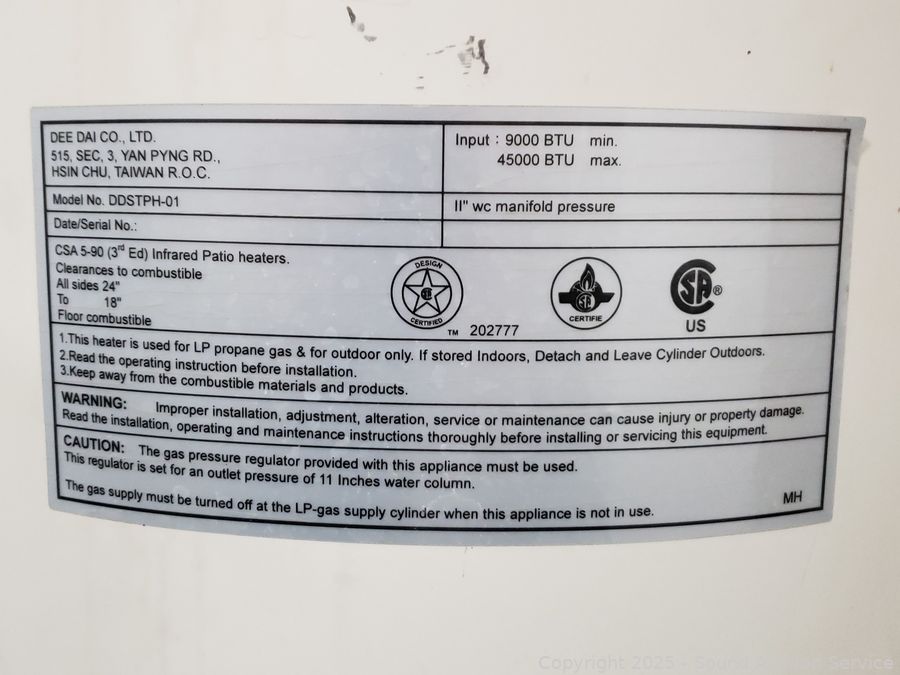 DEE DAI CO., LTD.
515, SEC, 3, YAN PYNG RD.,
HSIN CHU, TAIWAN R.O.C.
Input : 9000 BTU min.
45000 BTU max.
Model No. DDSTPH-01
II" wc manifold pressure
Date/Serial No.:
CSA 5-90 (3rd Ed) Infrared Patio heaters.
Clearances to combustible
All sides 24"
To 18"
Floor combustible
DESIGN
CERTIFIED
TM 202777
CERTIFIE
SA ®
US
1.This heater is used for LP propane gas & for outdoor only. If stored Indoors, Detach and Leave Cylinder Outdoors.
2.Read the operating instruction before installation.
3.Keep away from the combustible materials and products.
WARNING: Improper installation, adjustment, alteration, service or maintenance can cause injury or property damage.
Read the installation, operating and maintenance instructions thoroughly before installing or servicing this equipment.
CAUTION: The gas pressure regulator provided with this appliance must be used.
This regulator is set for an outlet pressure of 11 Inches water column.
The gas supply must be turned off at the LP-gas supply cylinder when this appliance is not in use.
MH
Copyright 2025 - Sound Auction Service